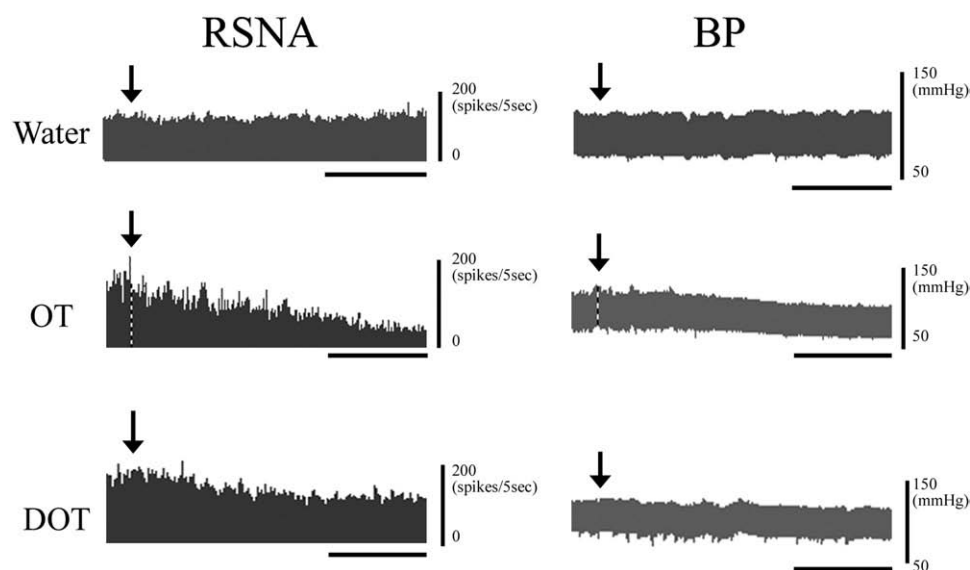 RSNA
BP
Water
200
(spikes/5sec)
0
150
(mmHg)
50
OT
200
(spikes/5sec)
0
150
(mmHg)
50
DOT
200
(spikes/5sec)
0
150
(mmHg)
50